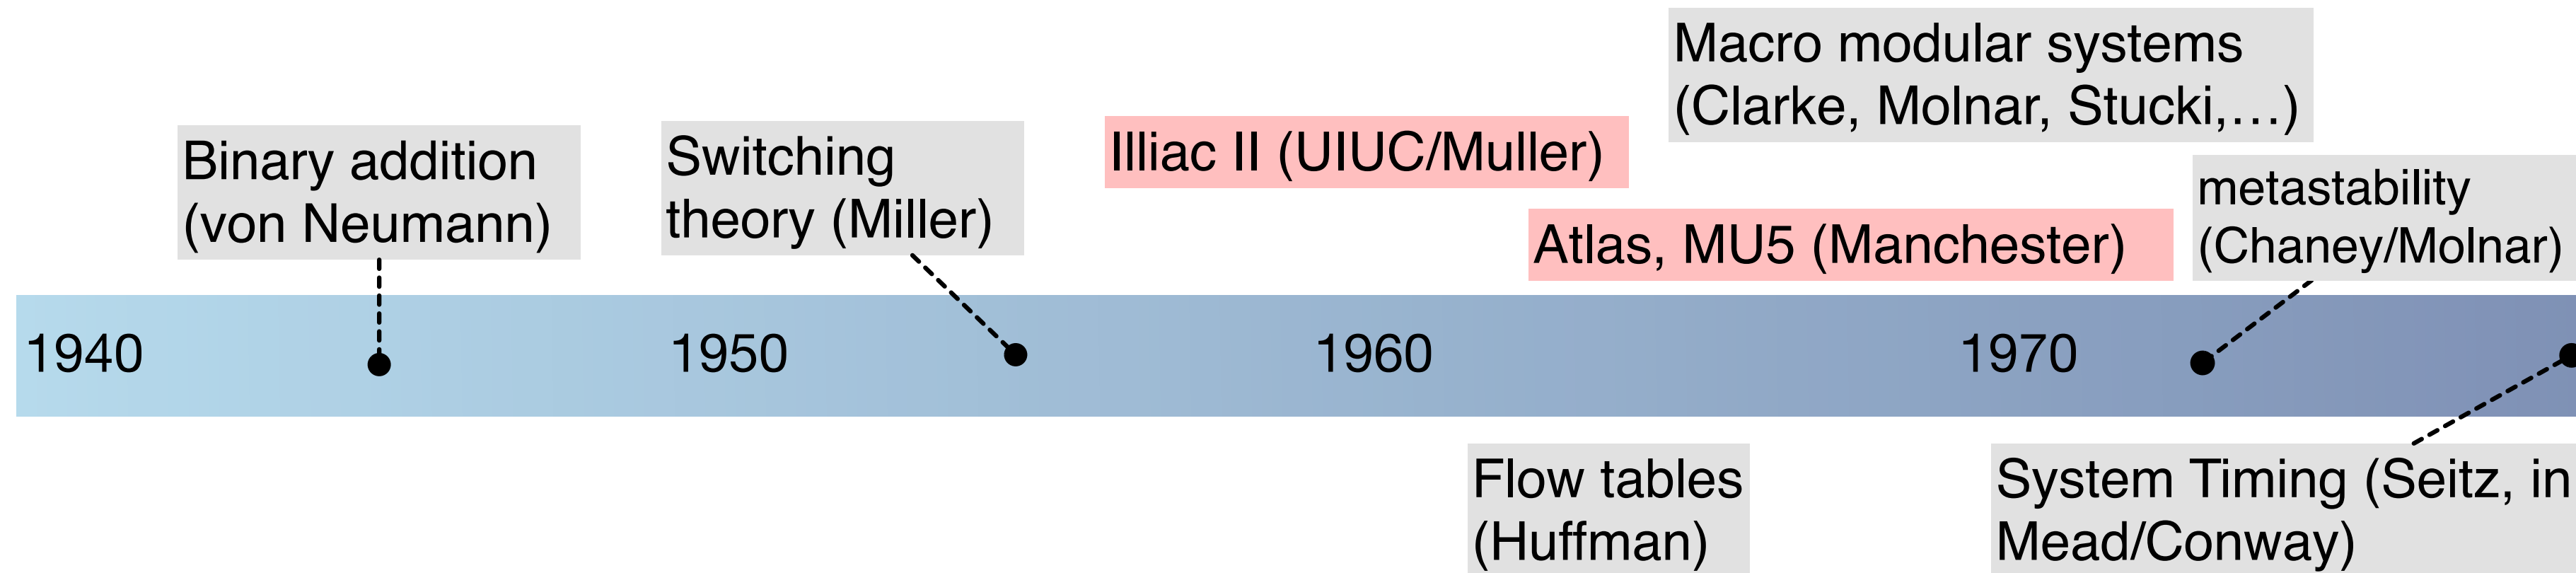 Macro modular systems
(Clarke, Molnar, Stucki,...)
Binary addition
(von Neumann)
Switching
theory (Miller)
Illiac II (UIUC/Muller)
Atlas, MU5 (Manchester)
metastability
(Chaney/Molnar)
1940
1950
1960
1970
Flow tables
(Huffman)
System Timing (Seitz, in
Mead/Conway)